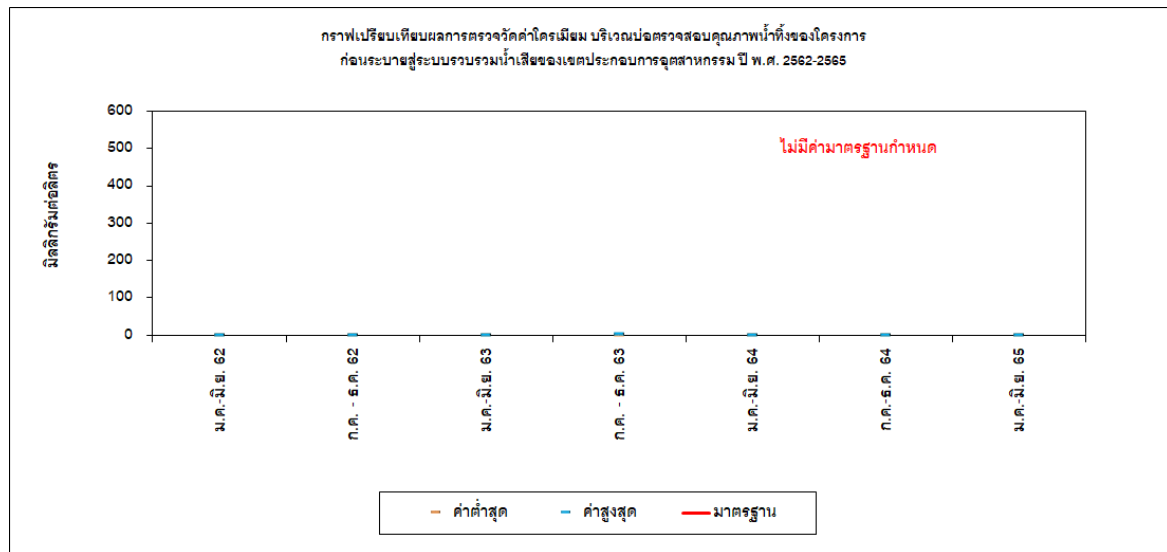 กราฟเปรียบเทียบผลการตรวจวัดค่าโครเมียม บริเวณบ่อตรวจสอบคุณภาพน้ำทิ้งของโครงการ
ก่อนระบายสู่ระบบรวบรวมน้ำเสียของเขตประกอบการอุตสาหกรรม ปี พ.ศ. 2562-2565
มิลลิกรัมต่อลิตร
600
500
400
300
200
100
0
ไม่มีค่ามาตรฐานกำหนด
ม.ค.-มิ.ย. 62
ก.ค. - ธ.ค. 62
ม.ค.-มิ.ย. 63
ก.ค. - ธ.ค. 63
ม.ค.-มิ.ย. 64
ก.ค.-ธ.ค. 64
ม.ค.-มิ.ย. 65
ค่าต่ำสุด ค่าสูงสุด มาตรฐาน